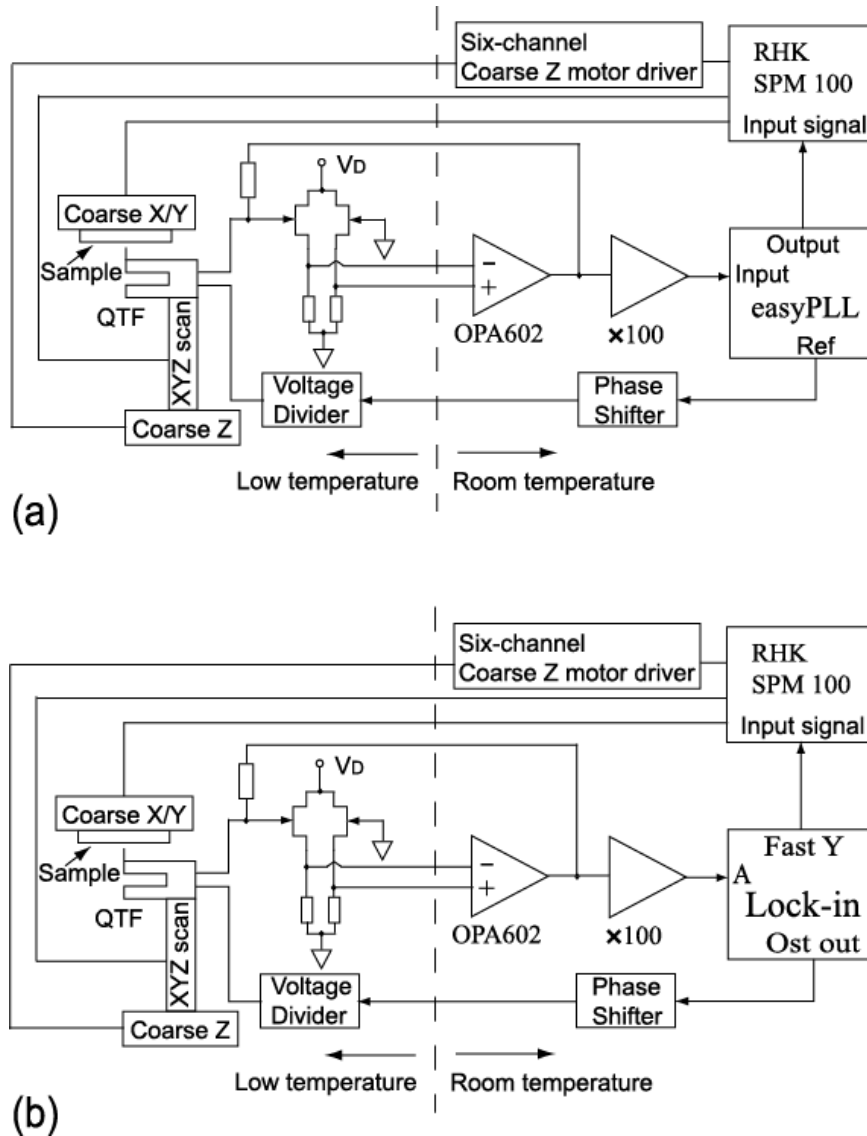 Six-channel
Coarse Z motor driver
RHK
SPM 100
Input signal
VD
Coarse X/Y
Sample
QTF
XYZ scan
Coarse Z
−
+
OPA602
×100
Output
Input
easyPLL
Ref
Voltage
Divider
Phase
Shifter
Low temperature
Room temperature
(a)
Six-channel
Coarse Z motor driver
RHK
SPM 100
Input signal
VD
Coarse X/Y
Sample
QTF
XYZ scan
Coarse Z
−
+
OPA602
×100
Fast Y
A
Lock-in
Ost out
Voltage
Divider
Phase
Shifter
Low temperature
Room temperature
(b)